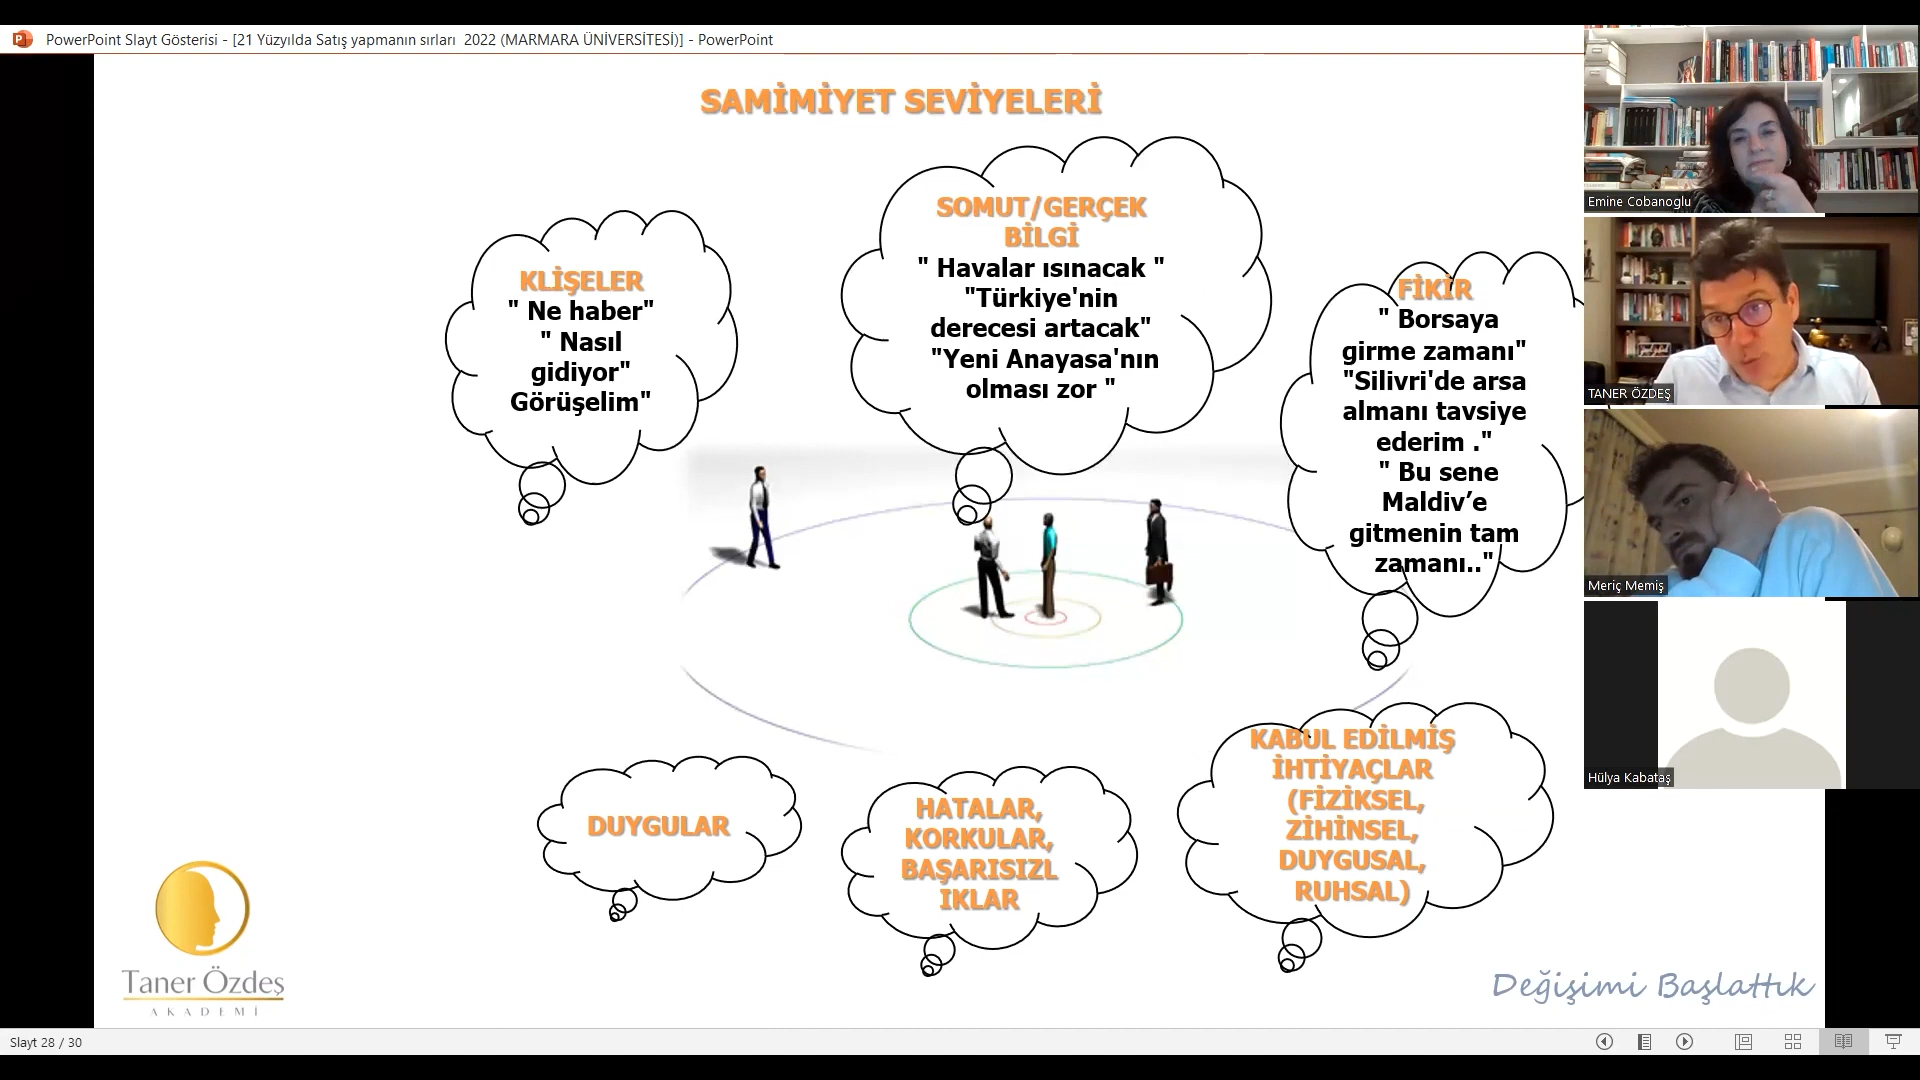 PowerPoint Slayt Gösterisi - [21 Yüzyılda Satış yapmanın sırları  2022 (MARMARA ÜNİVERSİTESİ)] - PowerPoint
SAMİMİYET SEVİYELERİ
KLİŞELER
" Ne haber"
" Nasıl
gidiyor"
Görüşelim"
SOMUT/GERÇEK
BİLGİ
" Havalar ısınacak "
"Türkiye'nin
derecesi artacak"
"Yeni Anayasa'nın
olması zor "
FİKİR
" Borsaya
girme zamanı"
"Silivri'de arsa
almanı tavsiye
ederim ."
" Bu sene
Maldiv’e
gitmenin tam
zamanı.."
DUYGULAR
HATALAR,
KORKULAR,
BAŞARISIZL
IKLAR
KABUL EDİLMİŞ
İHTİYAÇLAR
(FİZİKSEL,
ZİHİNSEL,
DUYGUSAL,
RUHSAL)
Taner Özdeş
AKADEMİ
Değişimi Başlattık
Emine Cobanoglu
TANER ÖZDEŞ
Meriç Memiş
Hülya Kabataş
Slayt 28 / 30